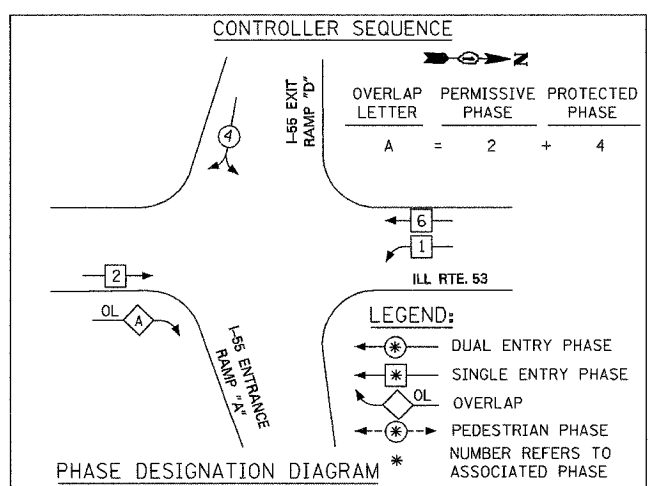 CONTROLLER SEQUENCE
N
OVERLAP LETTER
PERMISSIVE PHASE
PROTECTED PHASE
A = 2 + 4
4
I-55 EXIT
RAMP "D"
6
1
2
ILL RTE. 53
OL
A
I-55 ENTRANCE
RAMP "A"
LEGEND:
* DUAL ENTRY PHASE
* SINGLE ENTRY PHASE
OL OVERLAP
* PEDESTRIAN PHASE
* NUMBER REFERS TO
ASSOCIATED PHASE
PHASE DESIGNATION DIAGRAM